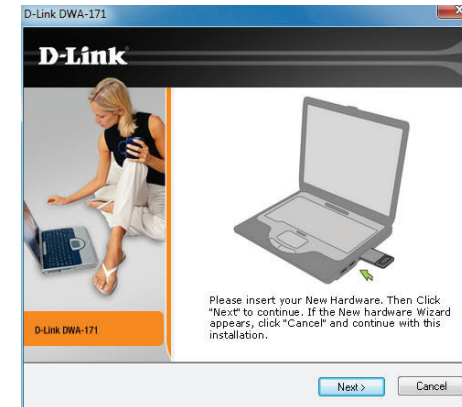 D-Link DWA-171
D-Link
Please insert your New Hardware. Then Click
"Next" to continue. If the New hardware Wizard
appears, click "Cancel" and continue with this
installation.
D-Link DWA-171
Next >
Cancel